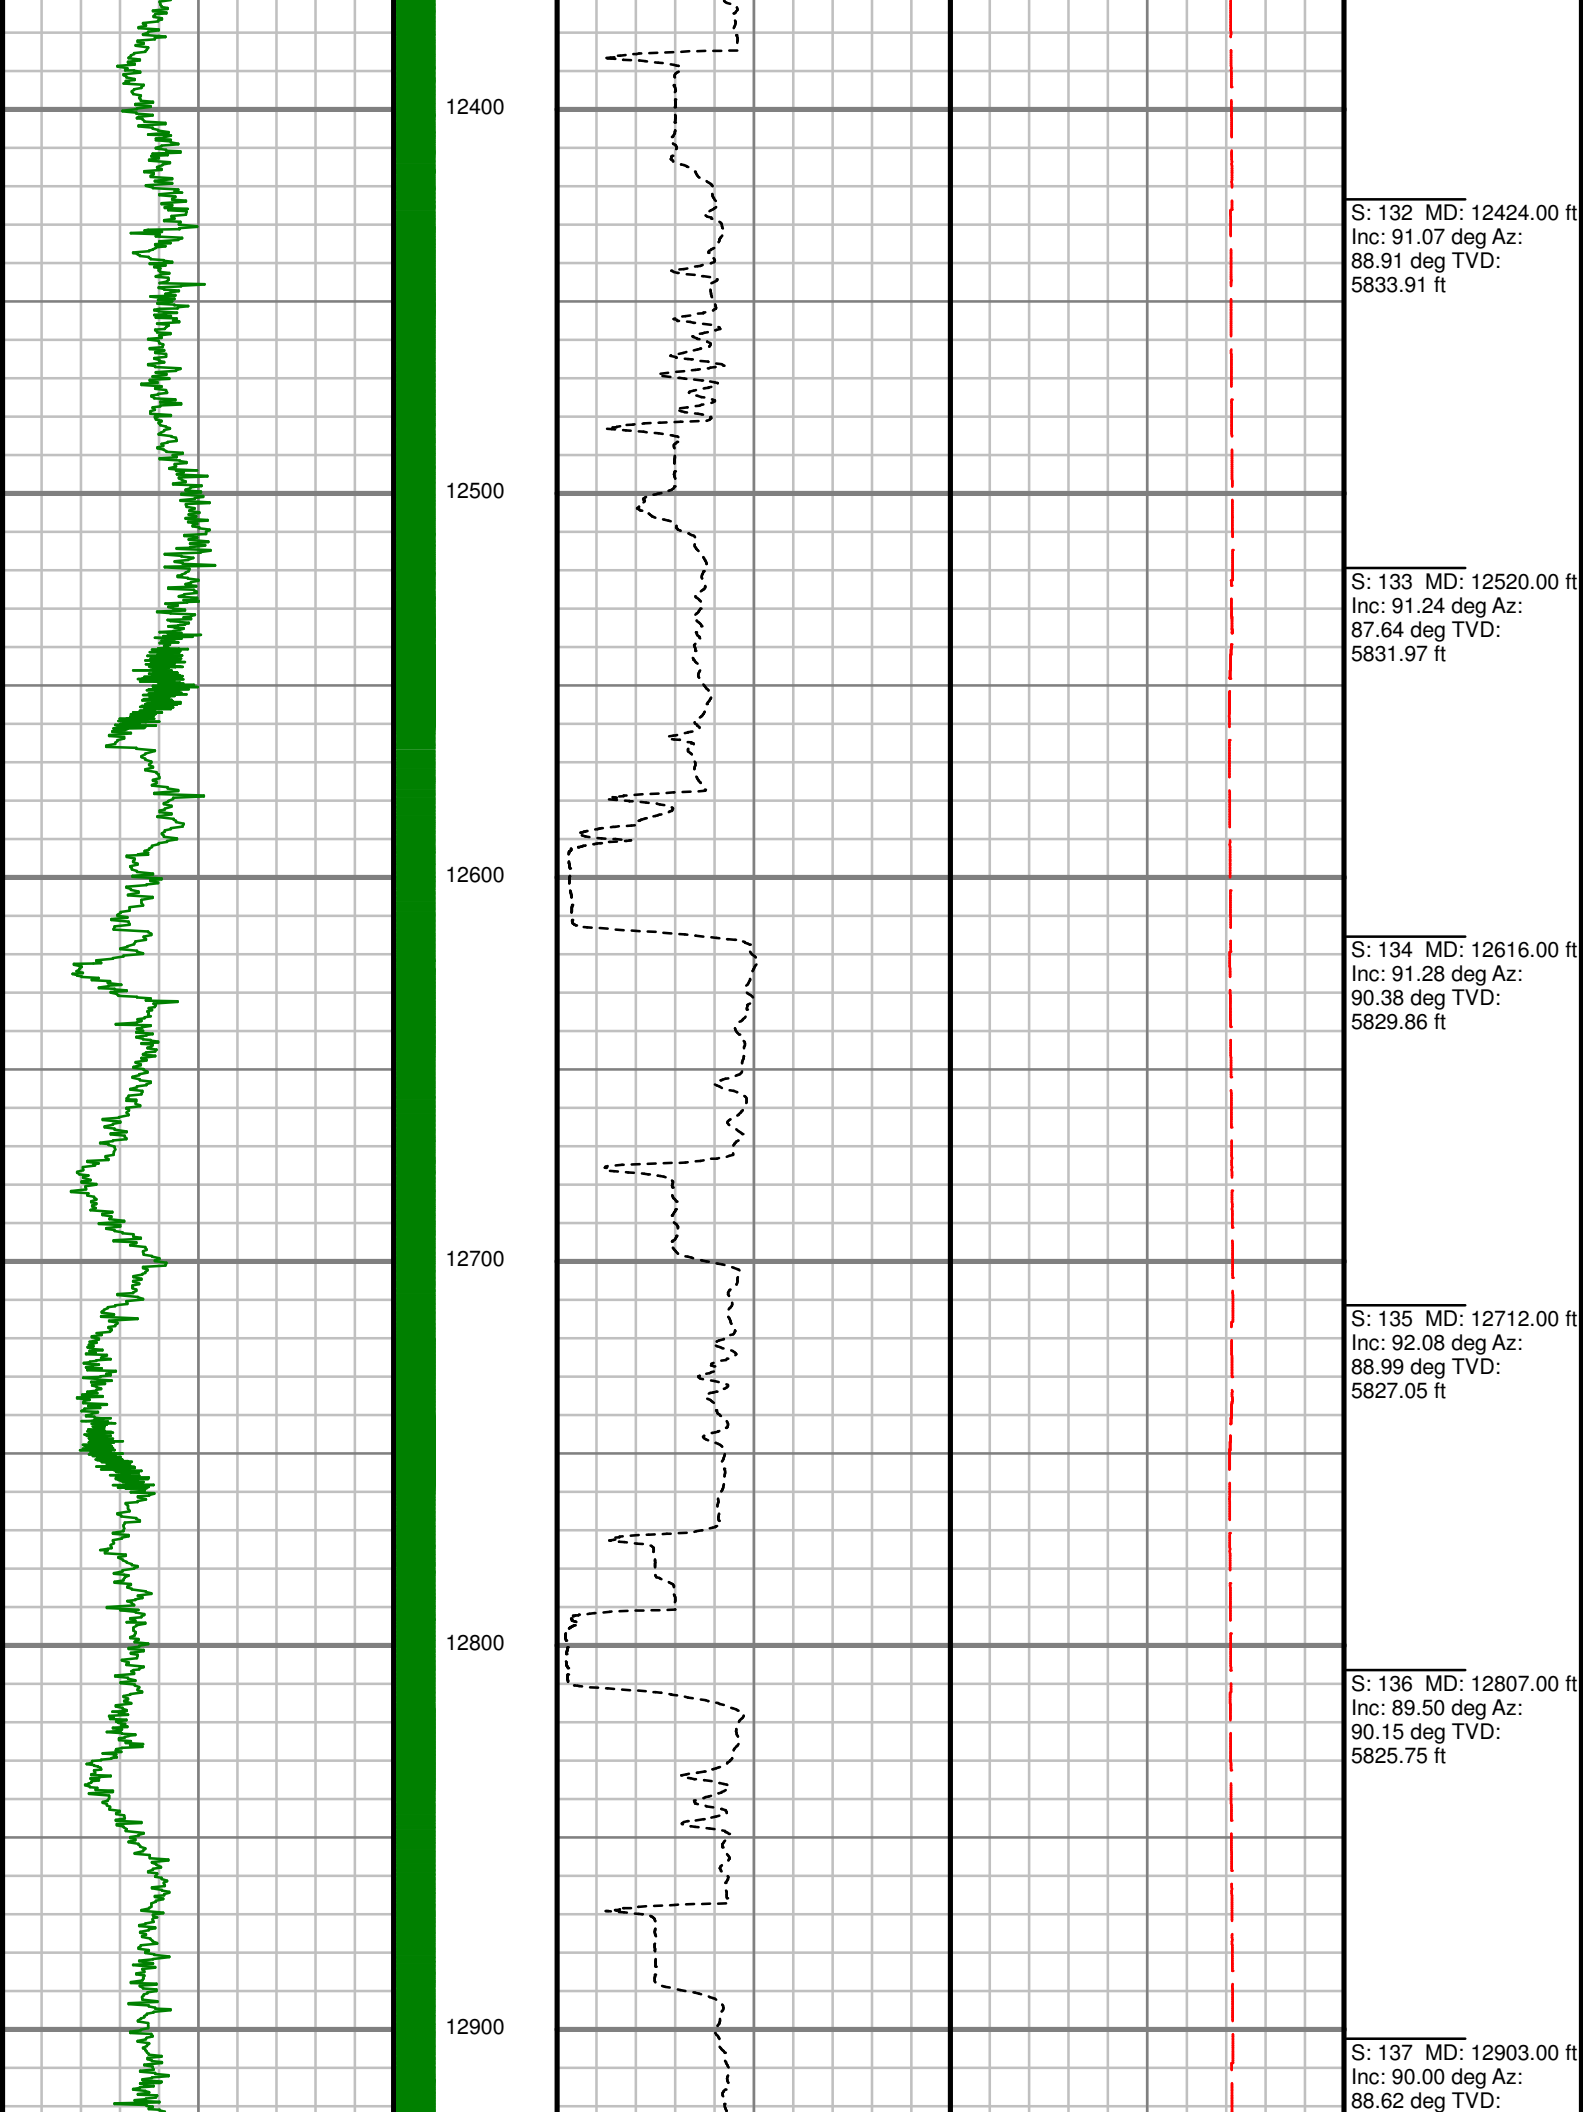 12400
S: 132 MD: 12424.00 ft
Inc: 91.07 deg Az:
88.91 deg TVD:
5833.91 ft
12500
S: 133 MD: 12520.00 ft
Inc: 91.24 deg Az:
87.64 deg TVD:
5831.97 ft
12600
S: 134 MD: 12616.00 ft
Inc: 91.28 deg Az:
90.38 deg TVD:
5829.86 ft
12700
S: 135 MD: 12712.00 ft
Inc: 92.08 deg Az:
88.99 deg TVD:
5827.05 ft
12800
S: 136 MD: 12807.00 ft
Inc: 89.50 deg Az:
90.15 deg TVD:
5825.75 ft
12900
S: 137 MD: 12903.00 ft
Inc: 90.00 deg Az:
88.62 deg TVD: